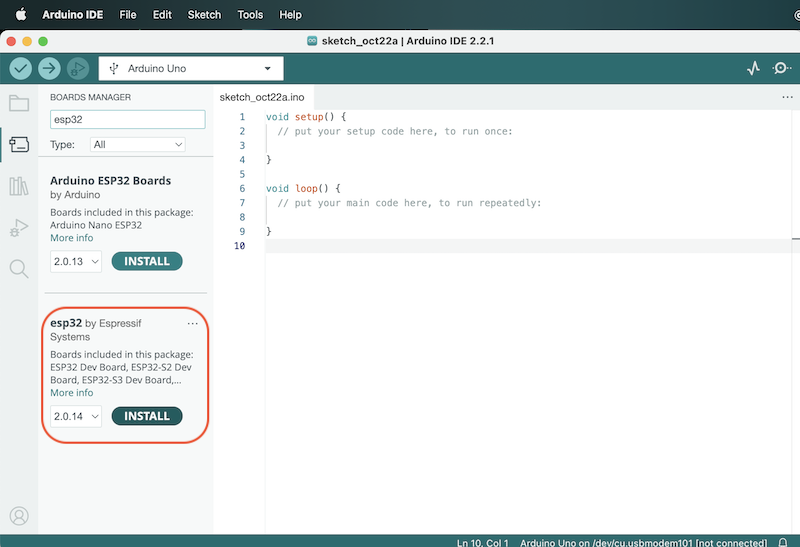 Arduino IDE File Edit Sketch Tools Help
sketch_oct22a | Arduino IDE 2.2.1
Arduino Uno
BOARDS MANAGER
esp32
Type: All
Arduino ESP32 Boards
by Arduino
Boards included in this package:
Arduino Nano ESP32
More info
2.0.13 INSTALL
esp32 by Espressif
Systems
Boards included in this package:
ESP32 Dev Board, ESP32-S2 Dev
Board, ESP32-S3 Dev Board,...
More info
2.0.14 INSTALL
sketch_oct22a.ino
1 void setup() {
2 // put your setup code here, to run once:
3
4 }
5
6 void loop() {
7 // put your main code here, to run repeatedly:
8
9 }
10
Ln 10, Col 1 Arduino Uno on /dev/cu.usbmodem101 [not connected]